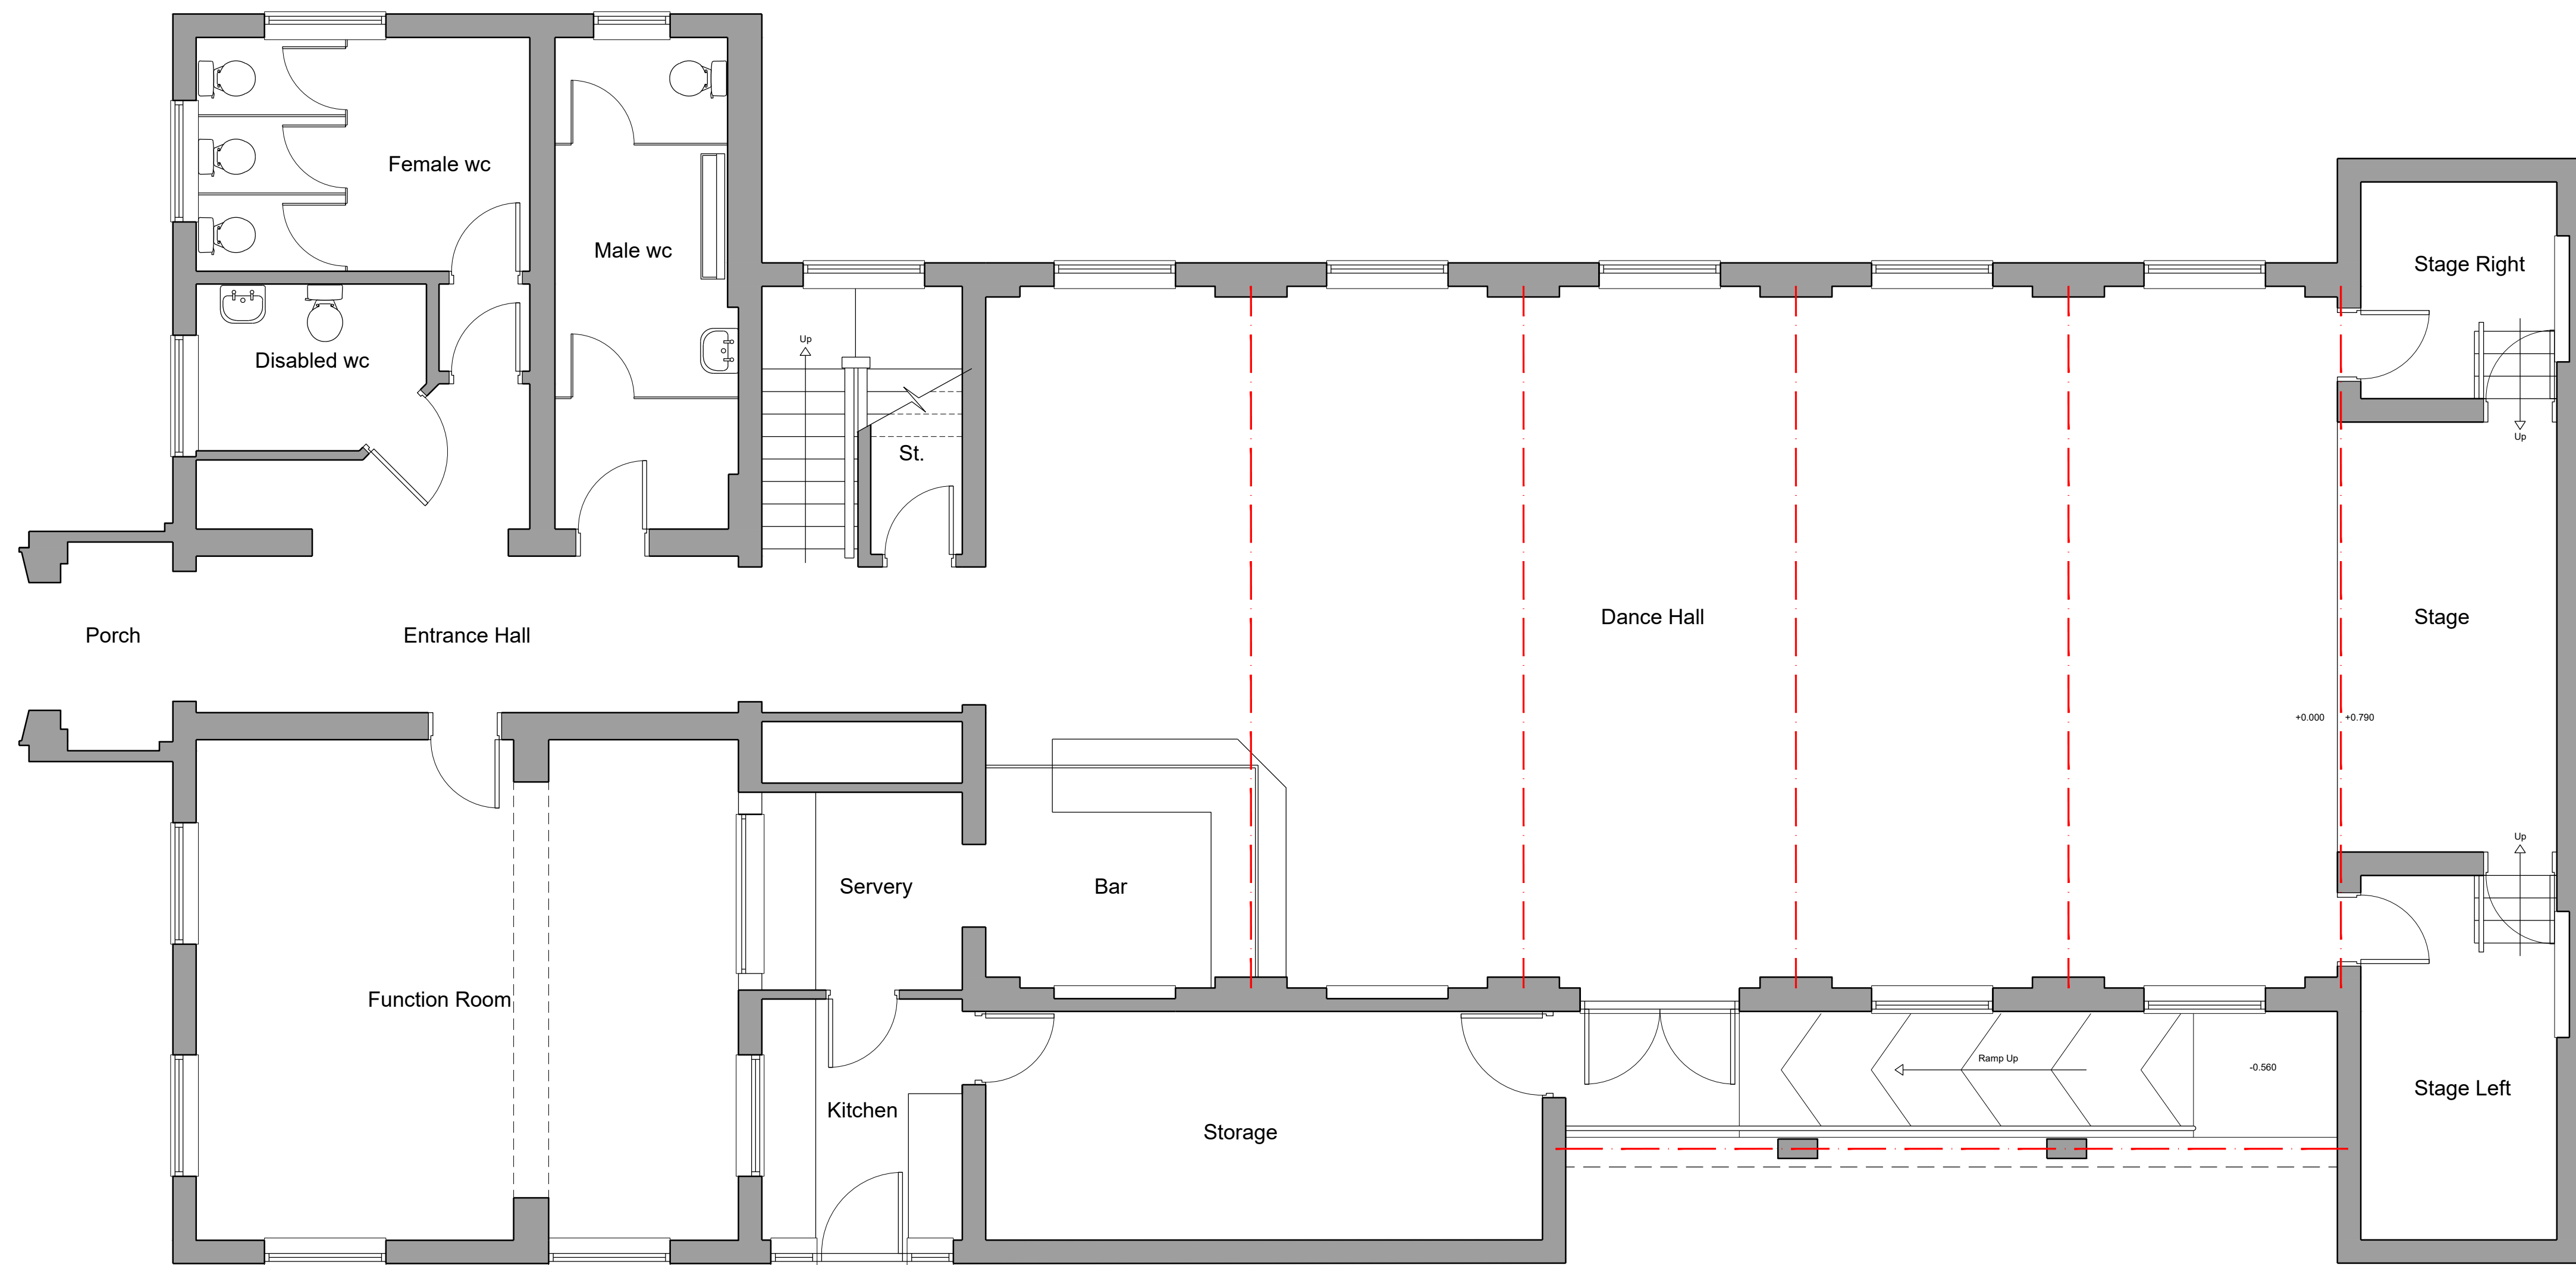 Female wc
Male wc
Stage Right
Up
Disabled wc
Up
St.
Porch
Entrance Hall
Dance Hall
Stage
+0.000
+0.790
Up
Servery
Bar
Function Room
Ramp Up
-0.560
Kitchen
Storage
Stage Left